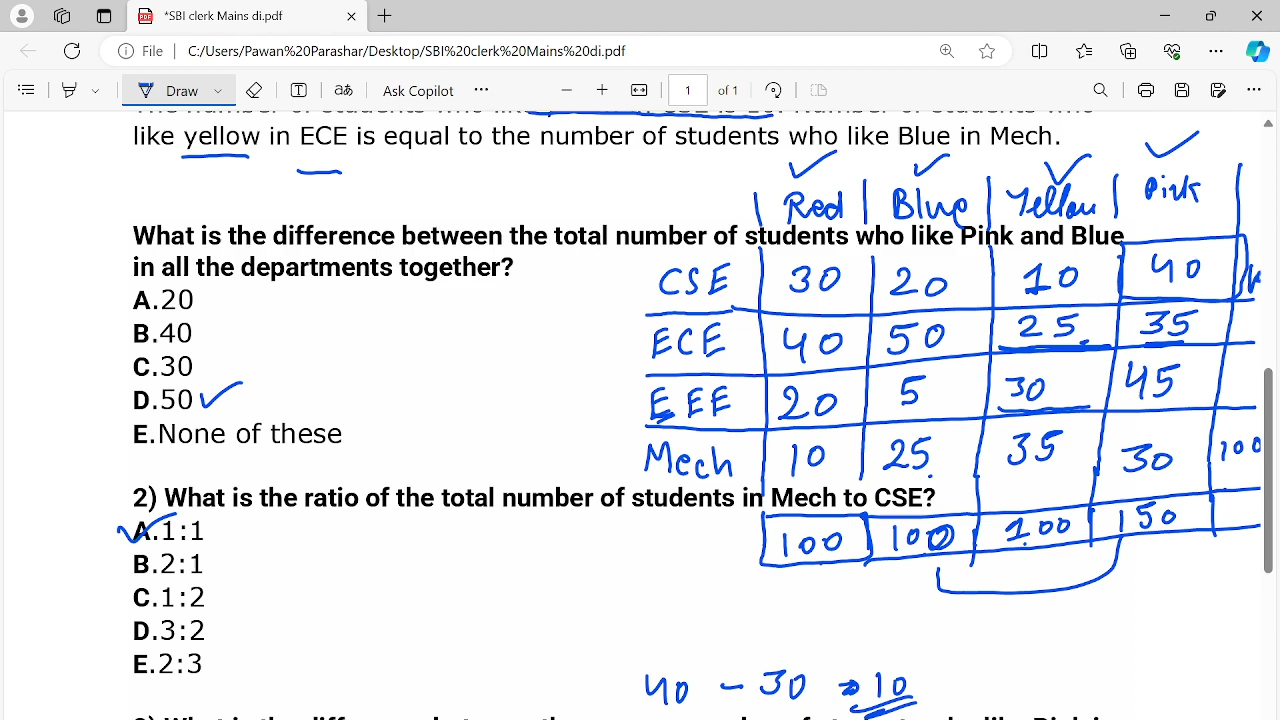 *SBI clerk Mains di.pdf
File | C:/Users/Pawan%20Parashar/Desktop/SBI%20clerk%20Mains%20di.pdf
Draw aあ Ask Copilot 1 of 1
like yellow in ECE is equal to the number of students who like Blue in Mech.
Red Blue Yellow Pink
What is the difference between the total number of students who like Pink and Blue
in all the departments together?
A.20
B.40
C.30
D.50
E.None of these
CSE 30 20 10 40
ECE 40 50 25 35
EEE 20 5 30 45
Mech 10 25 35 30 100
100 100 100 150
2) What is the ratio of the total number of students in Mech to CSE?
A.1:1
B.2:1
C.1:2
D.3:2
E.2:3
40 - 30 → 10